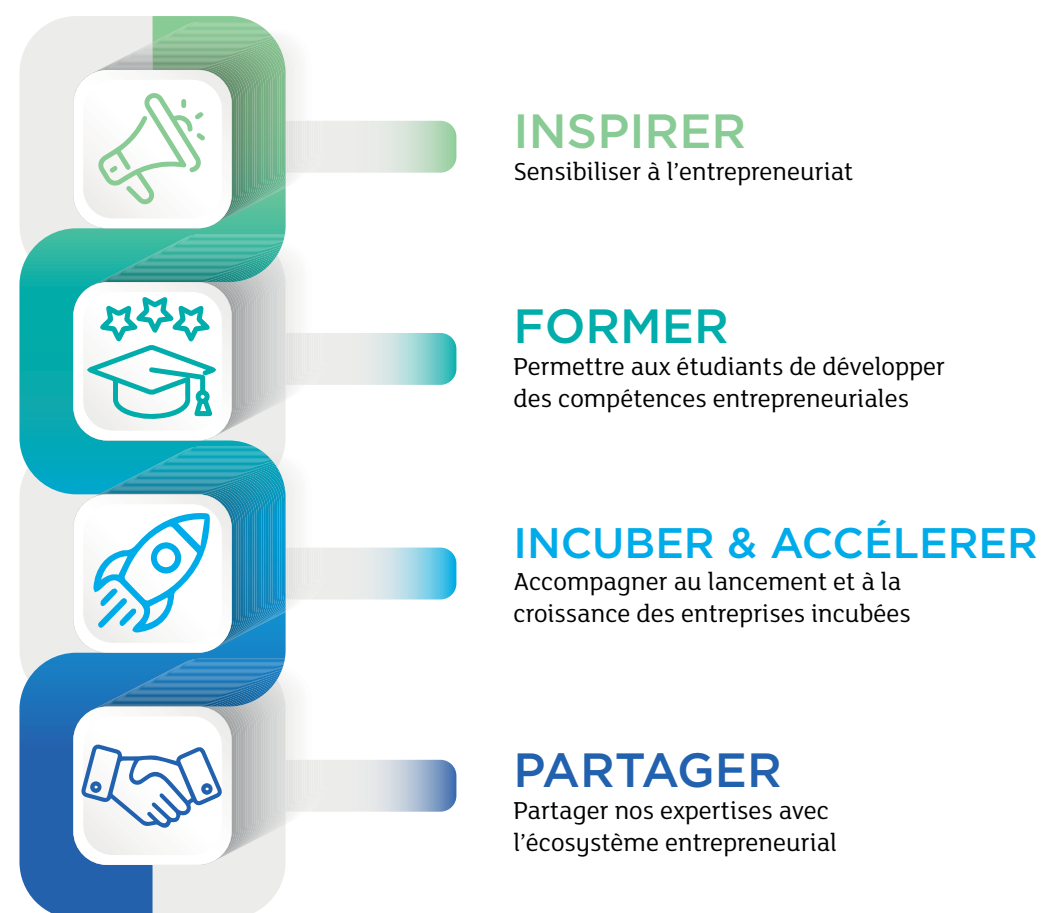 INSPIRER
Sensibiliser à l’entrepreneuriat
FORMER
Permettre aux étudiants de développer
des compétences entrepreneuriales
INCUBER & ACCÉLERER
Accompagner au lancement et à la
croissance des entreprises incubées
PARTAGER
Partager nos expertises avec
l’écosystème entrepreneurial